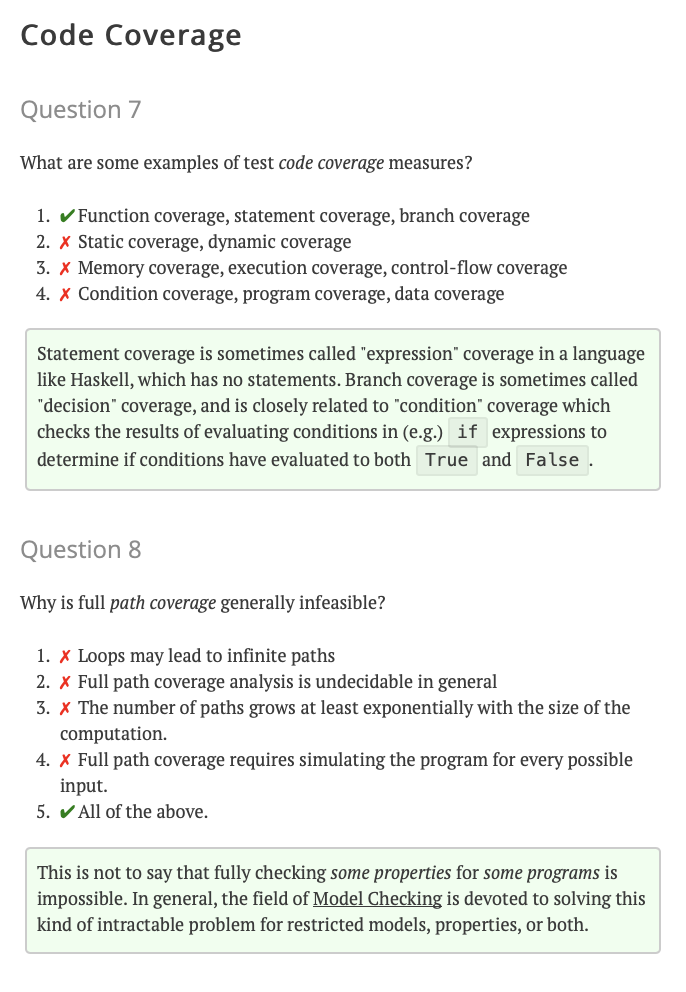 Code Coverage
Question 7
What are some examples of test code coverage measures?
1. ✔ Function coverage, statement coverage, branch coverage
2. ✗ Static coverage, dynamic coverage
3. ✗ Memory coverage, execution coverage, control-flow coverage
4. ✗ Condition coverage, program coverage, data coverage
Statement coverage is sometimes called "expression" coverage in a language
like Haskell, which has no statements. Branch coverage is sometimes called
"decision" coverage, and is closely related to "condition" coverage which
checks the results of evaluating conditions in (e.g.) if expressions to
determine if conditions have evaluated to both True and False.
Question 8
Why is full path coverage generally infeasible?
1. ✗ Loops may lead to infinite paths
2. ✗ Full path coverage analysis is undecidable in general
3. ✗ The number of paths grows at least exponentially with the size of the
computation.
4. ✗ Full path coverage requires simulating the program for every possible
input.
5. ✔ All of the above.
This is not to say that fully checking some properties for some programs is
impossible. In general, the field of Model Checking is devoted to solving this
kind of intractable problem for restricted models, properties, or both.